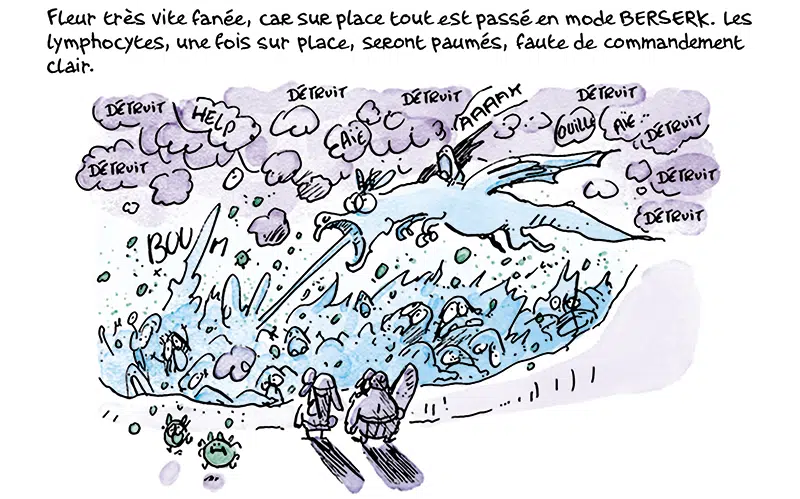 Fleur très vite fanée, car sur place tout est passé en mode BERSERK. Les
lymphocytes, une fois sur place, seront paumés, faute de commandement
clair.
DÉTRUIT
HELP
DÉTRUIT
AÏE
DÉTRUIT
AAAAX
DÉTRUIT
OUILLE
AÏE
DÉTRUIT
DÉTRUIT
DÉTRUIT
DÉTRUIT
BOUM